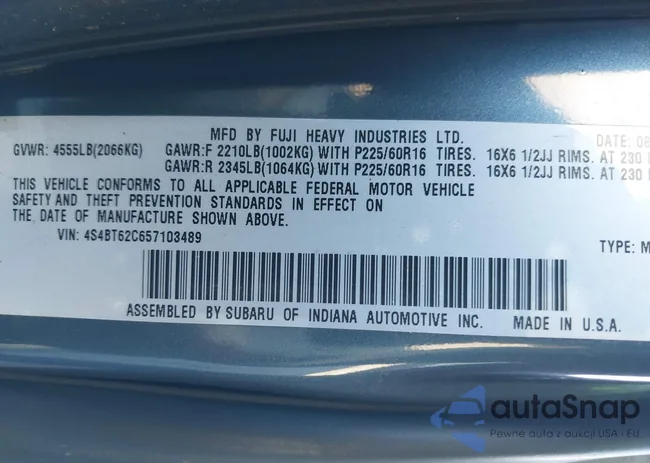 MFD BY FUJI HEAVY INDUSTRIES LTD. DATE: 08
GVWR: 4555LB(2066KG) GAWR:F 2210LB(1002KG) WITH P225/60R16 TIRES. 16X6 1/2JJ RIMS. AT 230
GAWR:R 2345LB(1064KG) WITH P225/60R16 TIRES. 16X6 1/2JJ RIMS. AT 230
THIS VEHICLE CONFORMS TO ALL APPLICABLE FEDERAL MOTOR VEHICLE
SAFETY AND THEFT PREVENTION STANDARDS IN EFFECT ON
THE DATE OF MANUFACTURE SHOWN ABOVE.
VIN: 4S4BT62C657103489 TYPE: M
ASSEMBLED BY SUBARU OF INDIANA AUTOMOTIVE INC. MADE IN U.S.A.
autaSnap
Pewne auta z aukcji USA - EU